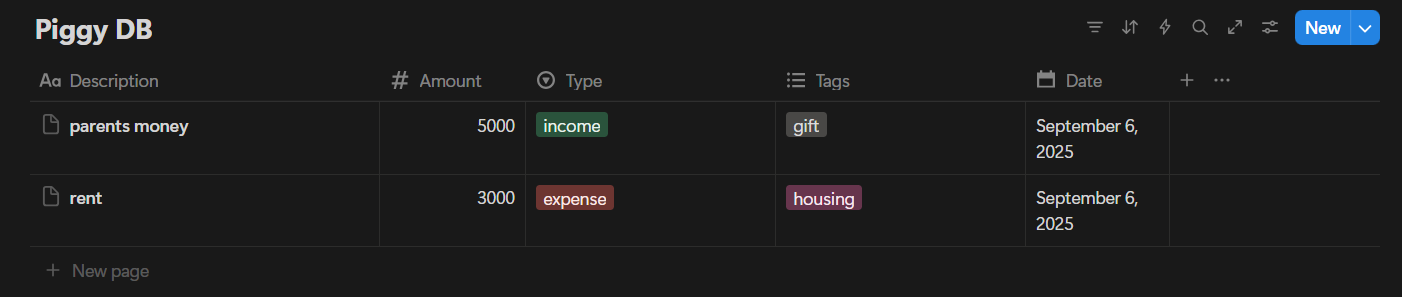 Piggy DB
New
Aa Description # Amount Type Tags Date
parents money 5000 income gift September 6,
2025
rent 3000 expense housing September 6,
2025
+ New page